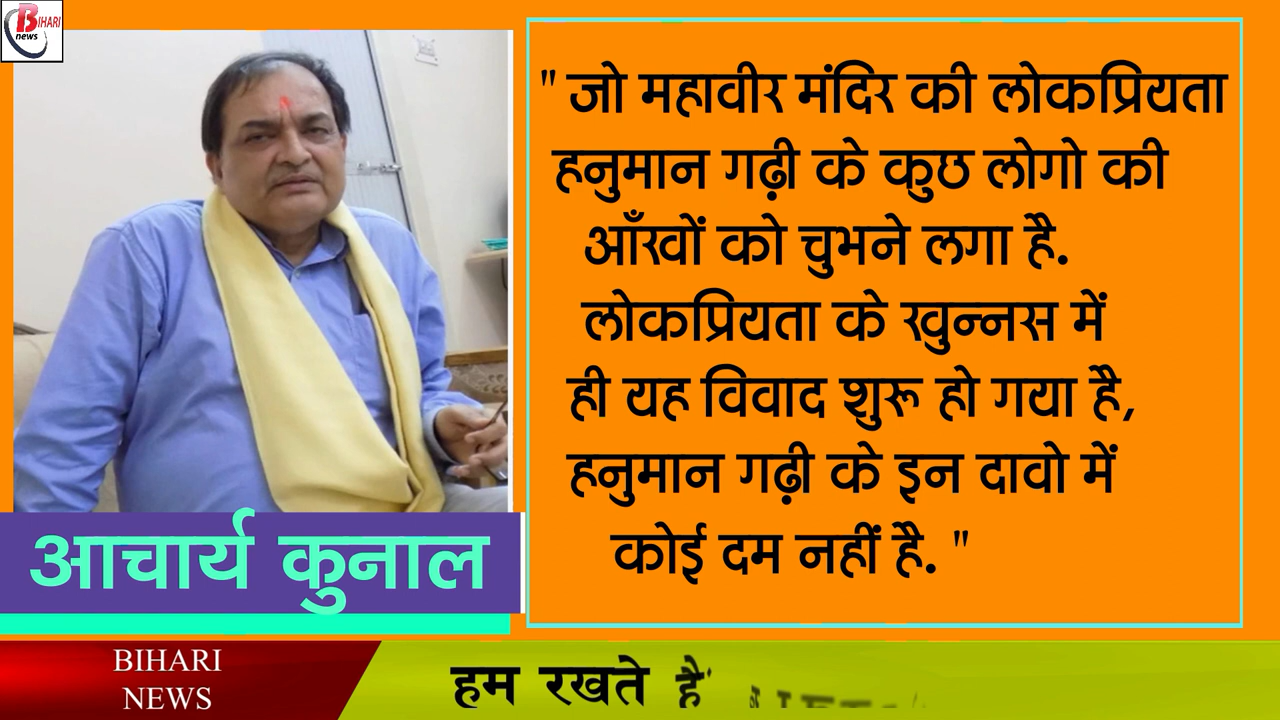 BIHARI
news
" जो महावीर मंदिर की लोकप्रियता
हनुमान गढ़ी के कुछ लोगो की
आँखों को चुभने लगा है.
लोकप्रियता के खुन्नस में
ही यह विवाद शुरू हो गया है,
हनुमान गढ़ी के इन दावो में
कोई दम नहीं है. "
आचार्य कुनाल
BIHARI
NEWS
हम रखते है